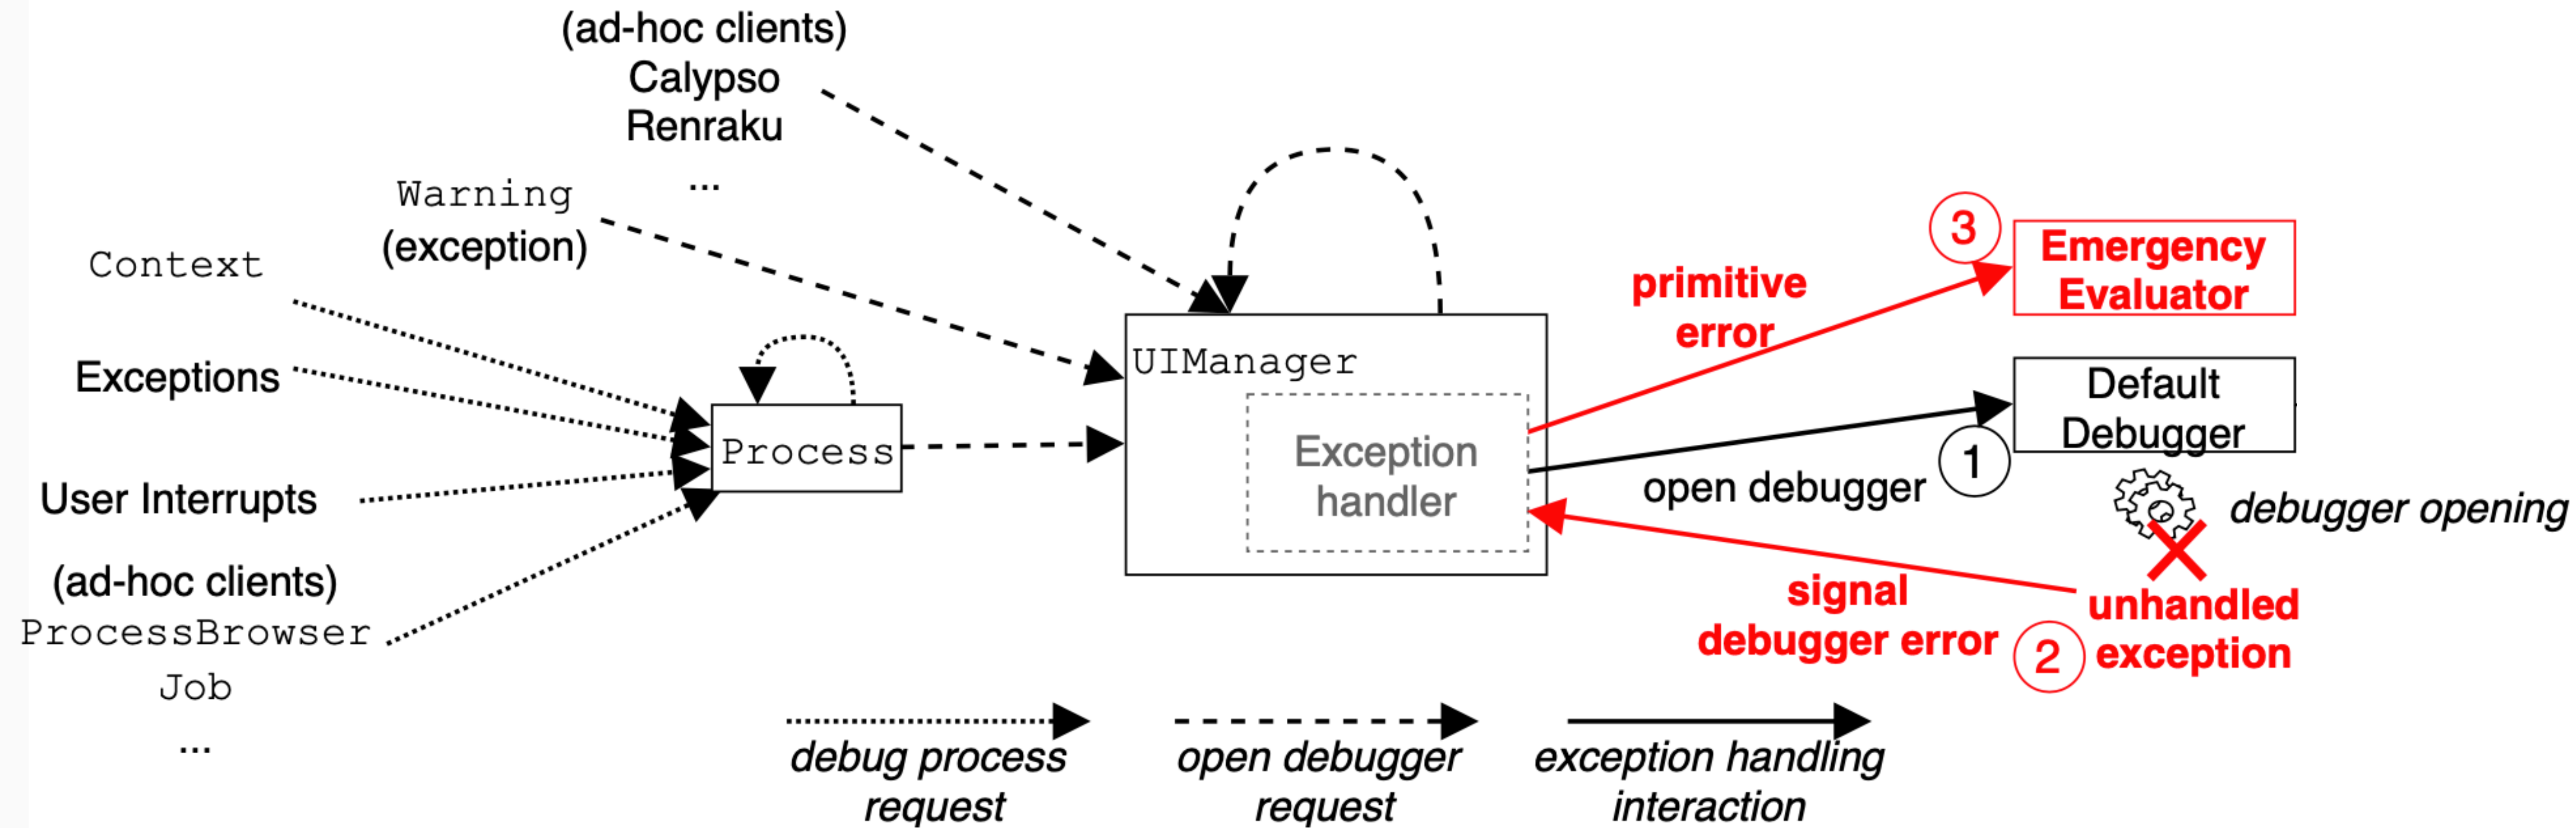 (ad-hoc clients)
Calypso
Renraku
...
Warning
(exception)
Context
Exceptions
User Interrupts
(ad-hoc clients)
ProcessBrowser
Job
...
Process
UIManager
Exception
handler
primitive
error
3
Emergency
Evaluator
Default
Debugger
1
open debugger
debugger opening
signal
debugger error
2
unhandled
exception
debug process
request
open debugger
request
exception handling
interaction